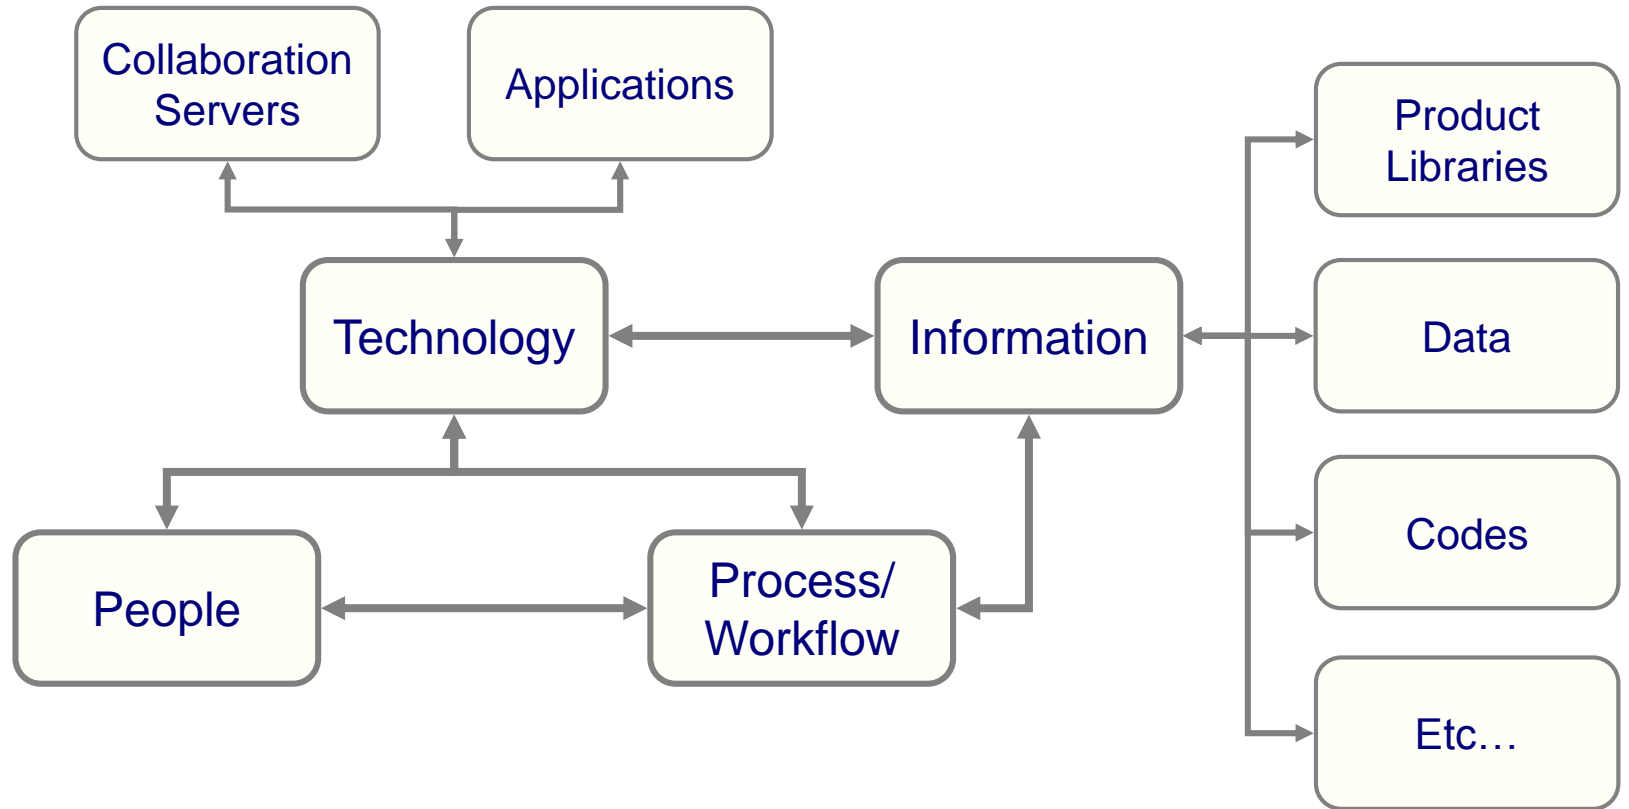 Collaboration
Servers
Applications
Product
Libraries
Technology
Information
Data
Codes
People
Process/
Workflow
Etc…